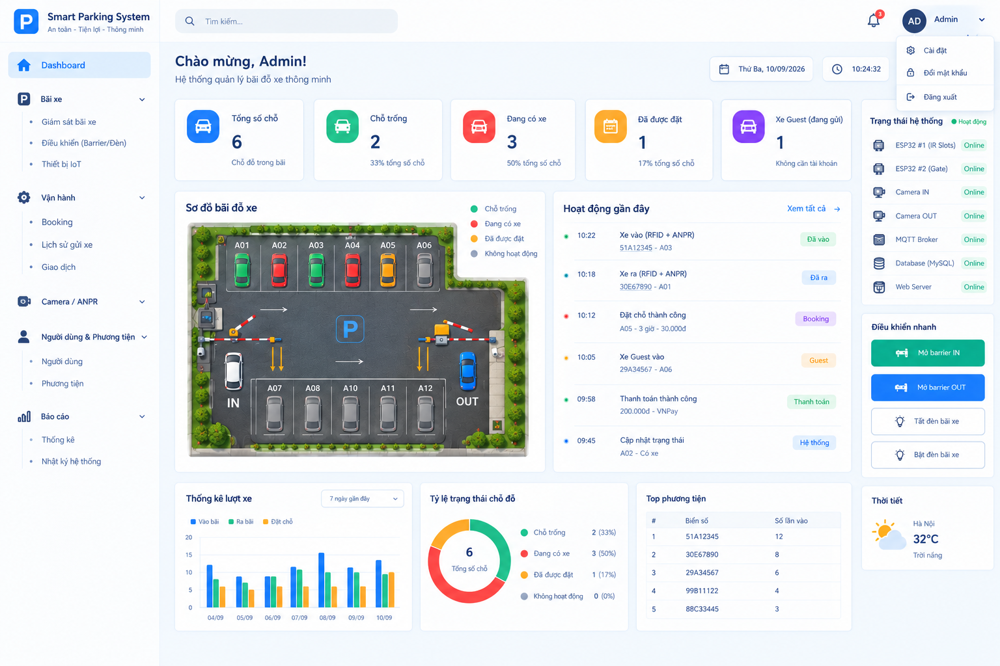 Smart Parking System
An toàn - Tiện lợi - Thông minh
Tìm kiếm...
3
AD
Admin
Cài đặt
Đổi mật khẩu
Đăng xuất
Dashboard
Bãi xe
Giám sát bãi xe
Điều khiển (Barrier/Đèn)
Thiết bị IoT
Vận hành
Booking
Lịch sử gửi xe
Giao dịch
Camera / ANPR
Người dùng & Phương tiện
Người dùng
Phương tiện
Báo cáo
Thống kê
Nhật ký hệ thống
Chào mừng, Admin!
Hệ thống quản lý bãi đỗ xe thông minh
Thứ Ba, 10/09/2026
10:24:32
Tổng số chỗ
6
Chỗ đỗ trong bãi
Chỗ trống
2
33% tổng số chỗ
Đang có xe
3
50% tổng số chỗ
Đã được đặt
1
17% tổng số chỗ
Xe Guest (đang gửi)
1
Không cần tài khoản
Sơ đồ bãi đỗ xe
Chỗ trống
Đang có xe
Đã được đặt
Không hoạt động
A01
A02
A03
A04
A05
A06
P
IN
OUT
A07
A08
A10
A11
A12
Hoạt động gần đây
Xem tất cả →
10:22
Xe vào (RFID + ANPR)
51A12345 - A03
Đã vào
10:18
Xe ra (RFID + ANPR)
30E67890 - A01
Đã ra
10:12
Đặt chỗ thành công
A05 - 3 giờ - 30.000đ
Booking
10:05
Xe Guest vào
29A34567 - A06
Guest
09:58
Thanh toán thành công
200.000đ - VNPay
Thanh toán
09:45
Cập nhật trạng thái
A02 - Có xe
Hệ thống
Trạng thái hệ thống
Hoạt động
ESP32 #1 (IR Slots) Online
ESP32 #2 (Gate) Online
Camera IN Online
Camera OUT Online
MQTT Broker Online
Database (MySQL) Online
Web Server Online
Điều khiển nhanh
Mở barrier IN
Mở barrier OUT
Tắt đèn bãi xe
Bật đèn bãi xe
Thời tiết
Hà Nội
32°C
Trời nắng
Thống kê lượt xe
7 ngày gần đây
Vào bãi
Ra bãi
Đặt chỗ
20
15
10
5
0
04/09
05/09
06/09
07/09
08/09
09/09
10/09
Tỷ lệ trạng thái chỗ đỗ
6
Tổng số chỗ
Chỗ trống 2 (33%)
Đang có xe 3 (50%)
Đã được đặt 1 (17%)
Không hoạt động 0 (0%)
Top phương tiện
# Biển số Số lần vào
1 51A12345 12
2 30E67890 8
3 29A34567 6
4 99B11122 4
5 88C33445 3